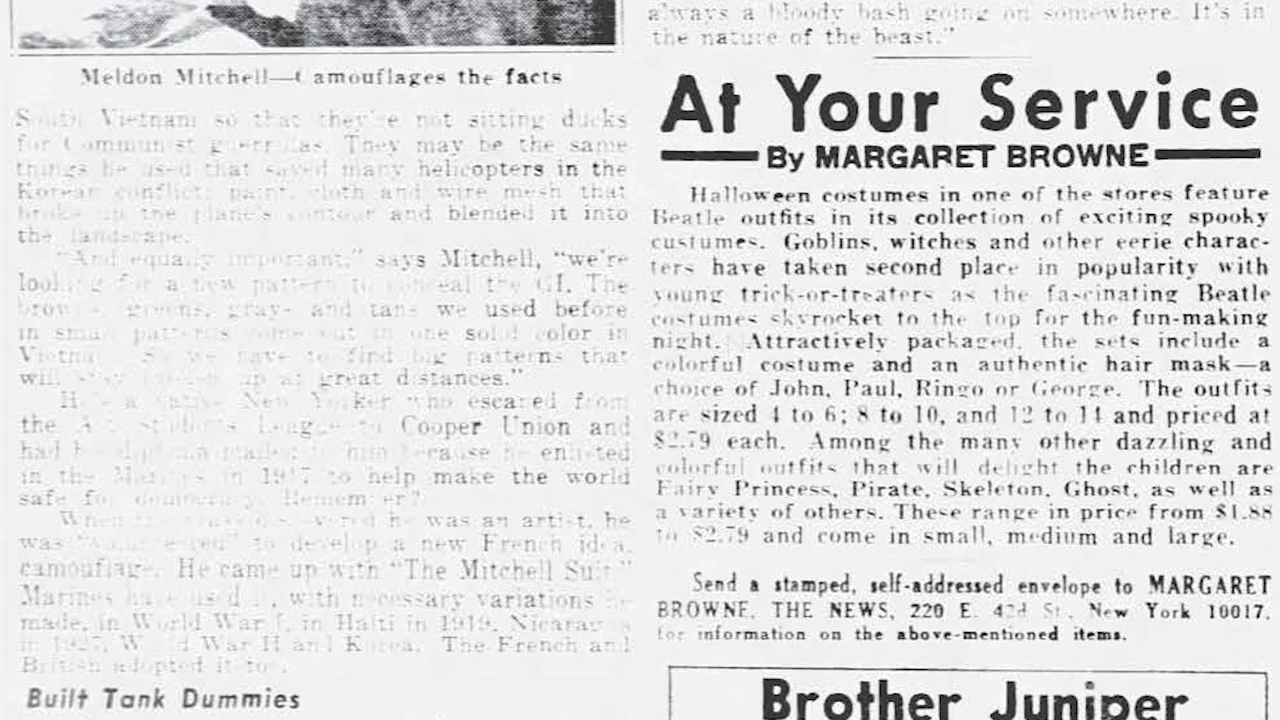 Meldon Mitchell—Camouflages the facts
South Vietnam so that they're not sitting ducks
for Communist guerrillas. They may be the same
things he used that saved many helicopters in the
Korean conflict: paint, cloth and wire mesh that
broke up the plane's contour and blended it into
the landscape.
"And equally important," says Mitchell, "we're
looking for a new pattern to conceal the GI. The
browns, greens, grays and tans we used before
in small patterns come out in one solid color in
Vietnam. So we have to find big patterns that
will stay up at great distances."
He's a native New Yorker who escaped from
the Art Students League to Cooper Union and
had his diploma mailed to him because he enlisted
in the Marines in 1917 to help make the world
safe for democracy. Remember?
When the discovered he was an artist, he
was "volunteered" to develop a new French idea,
camouflage. He came up with "The Mitchell Suit."
Marines have used it, with necessary variations
made, in World War I, in Haiti in 1919, Nicaragua
in 1927, World War II and Korea. The French and
British adopted it too.
Built Tank Dummies
always a bloody bash going on somewhere. It's in
the nature of the beast."
At Your Service
By MARGARET BROWNE
Halloween costumes in one of the stores feature
Beatle outfits in its collection of exciting spooky
custumes. Goblins, witches and other eerie charac-
ters have taken second place in popularity with
young trick-or-treaters as the fascinating Beatle
costumes skyrocket to the top for the fun-making
night. Attractively packaged, the sets include a
colorful costume and an authentic hair mask—a
choice of John, Paul, Ringo or George. The outfits
are sized 4 to 6; 8 to 10, and 12 to 14 and priced at
$2.79 each. Among the many other dazzling and
colorful outfits that will delight the children are
Fairy Princess, Pirate, Skeleton, Ghost, as well as
a variety of others. These range in price from $1.88
to $2.79 and come in small, medium and large.
Send a stamped, self-addressed envelope to MARGARET
BROWNE, THE NEWS, 220 E. 42d St., New York 10017,
for information on the above-mentioned items.
Brother Juniper